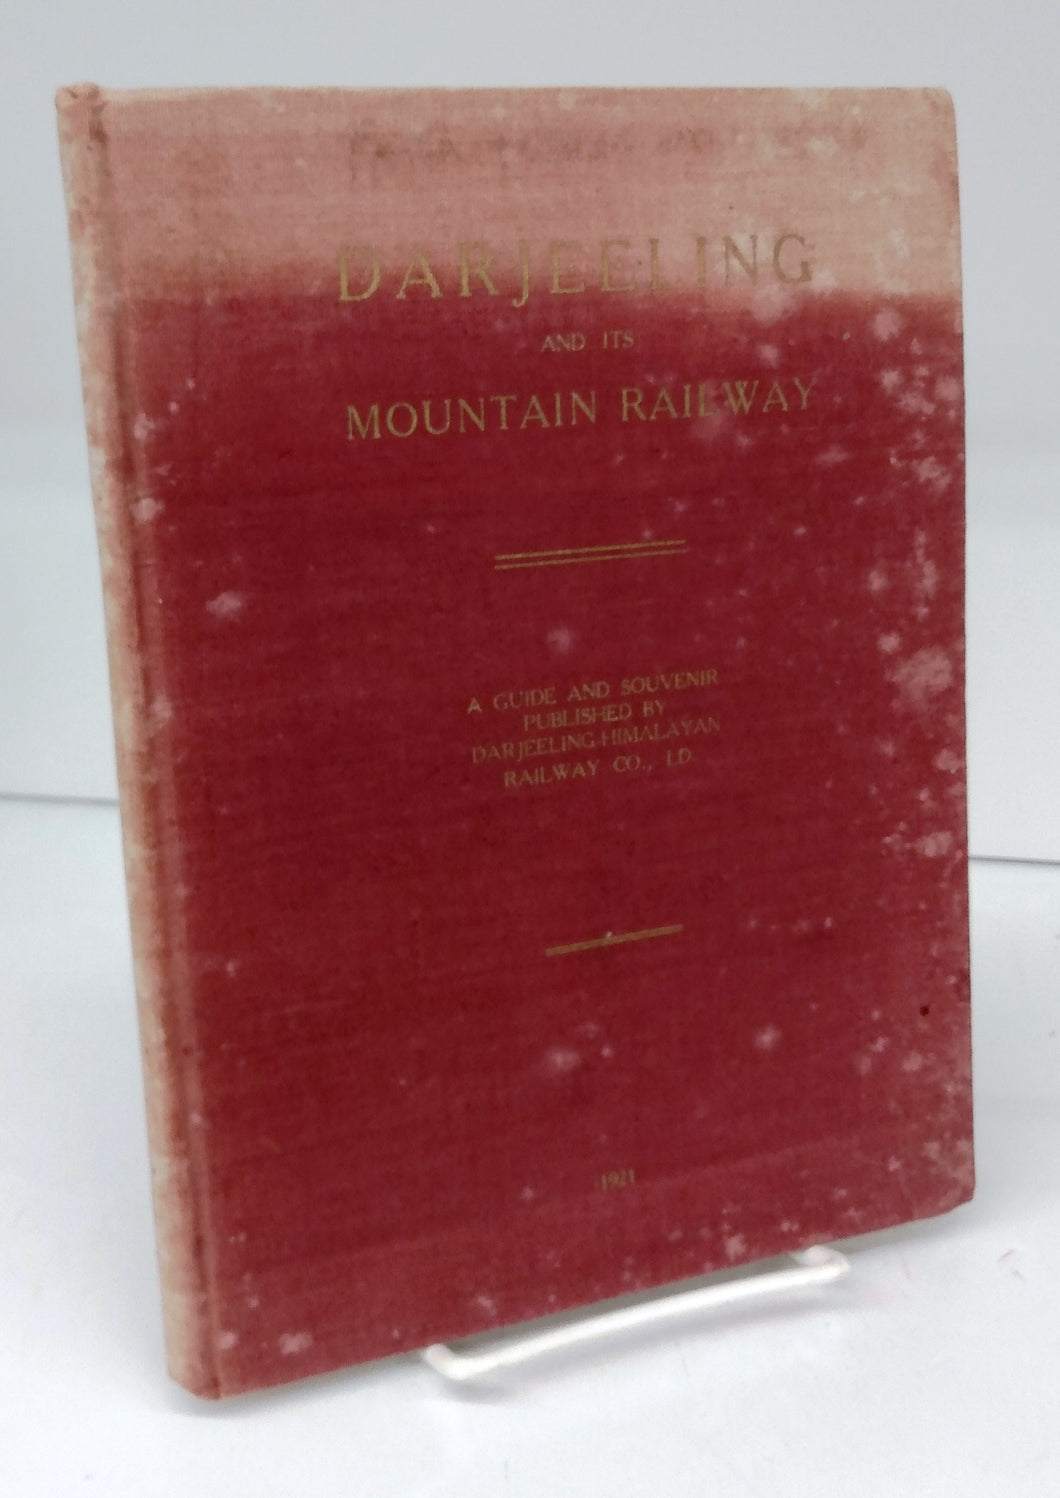 DARJEELING
AND ITS
MOUNTAIN RAILWAY
A GUIDE AND SOUVENIR
PUBLISHED BY
DARJEELING-HIMALAYAN
RAILWAY CO., LD.
1921